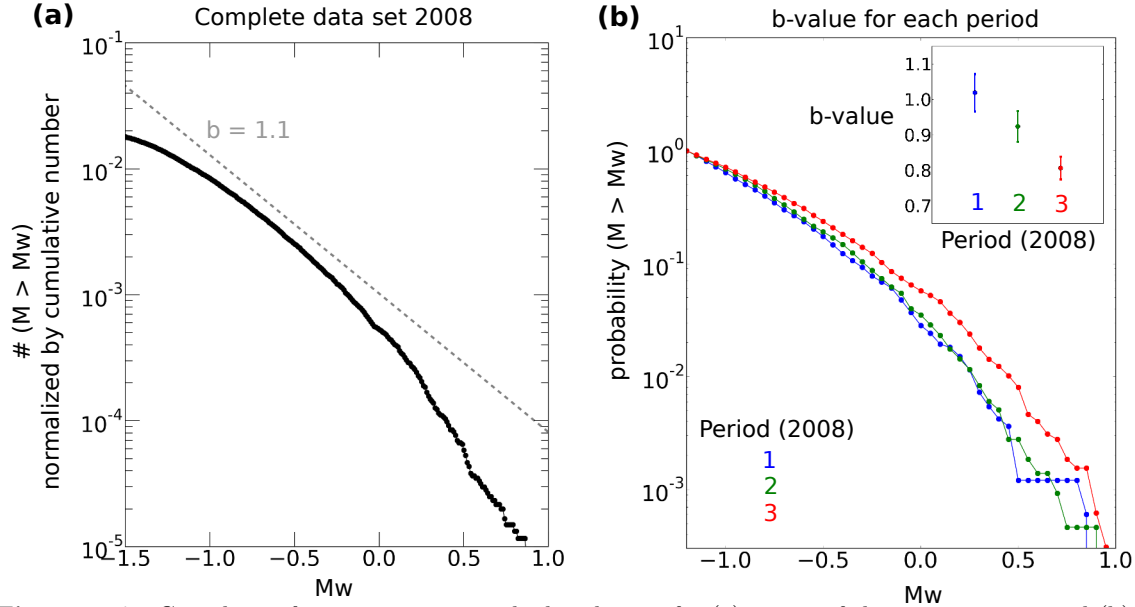 (a)
Complete data set 2008
# (M > Mw)
normalized by cumulative number
10^-1
10^-2
10^-3
10^-4
10^-5
b = 1.1
−1.5
−1.0
−0.5
0.0
0.5
1.0
Mw
(b)
b-value for each period
probability (M > Mw)
10^1
10^0
10^-1
10^-2
10^-3
b-value
1.1
1.0
0.9
0.8
0.7
1 2 3
Period (2008)
Period (2008)
1
2
3
−1.0
−0.5
0.0
0.5
1.0
Mw